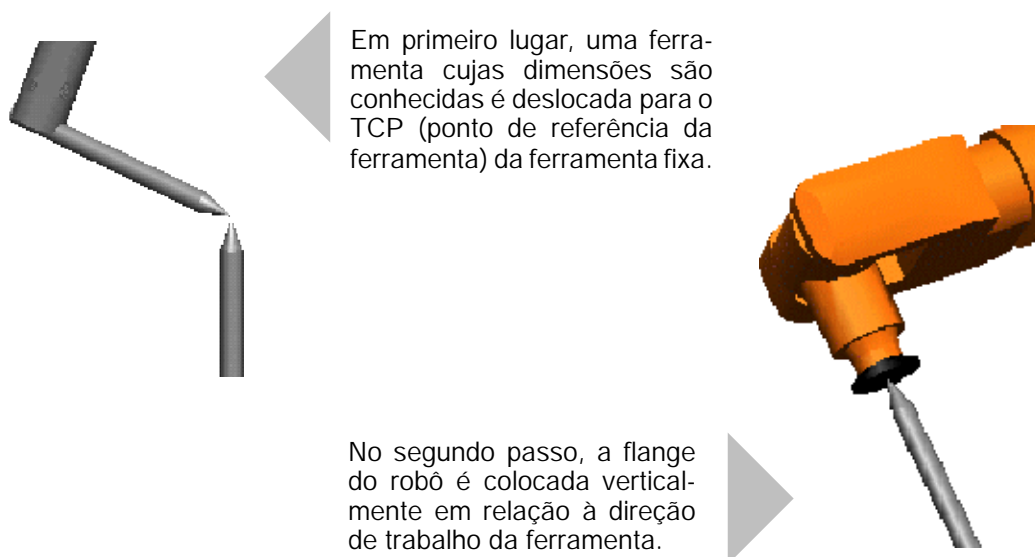 Em primeiro lugar, uma ferra-
menta cujas dimensões são
conhecidas é deslocada para o
TCP (ponto de referência da
ferramenta) da ferramenta fixa.
No segundo passo, a flange
do robô é colocada vertical-
mente em relação à direção
de trabalho da ferramenta.